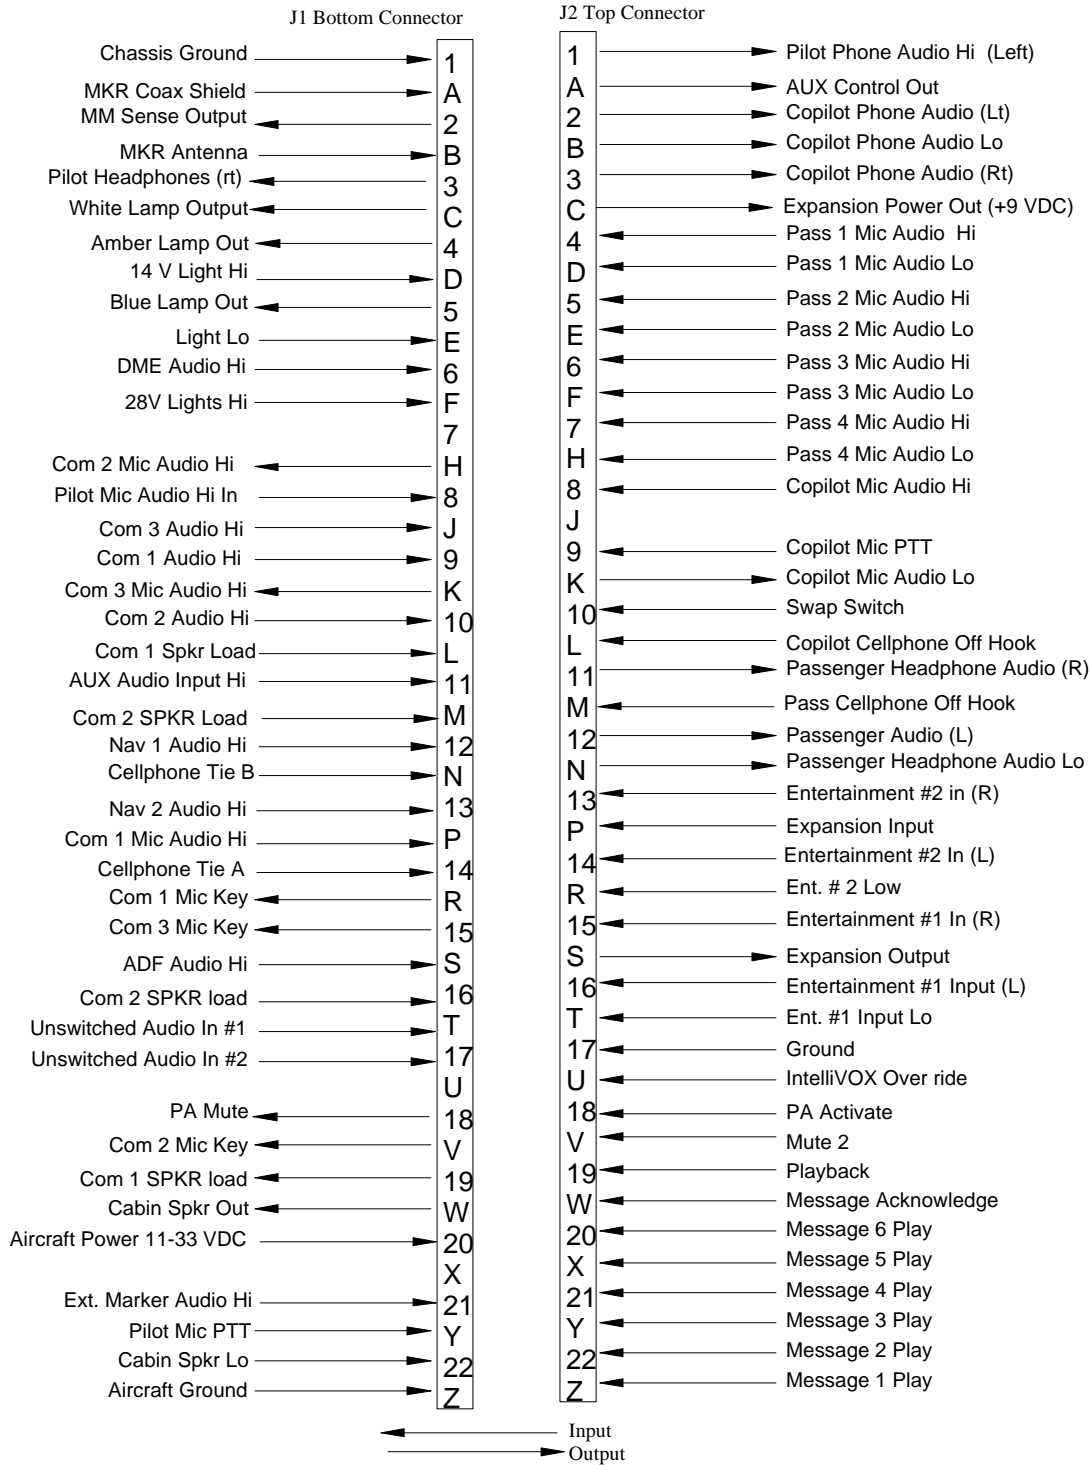 J1 Bottom Connector
Chassis Ground 1
MKR Coax Shield A
MM Sense Output 2
MKR Antenna B
Pilot Headphones (rt) 3
White Lamp Output C
Amber Lamp Out 4
14 V Light Hi D
Blue Lamp Out 5
Light Lo E
DME Audio Hi 6
28V Lights Hi F
7
Com 2 Mic Audio Hi H
Pilot Mic Audio Hi In 8
Com 3 Audio Hi J
Com 1 Audio Hi 9
Com 3 Mic Audio Hi K
Com 2 Audio Hi 10
Com 1 Spkr Load L
AUX Audio Input Hi 11
Com 2 SPKR Load M
Nav 1 Audio Hi 12
Cellphone Tie B N
Nav 2 Audio Hi 13
Com 1 Mic Audio Hi P
Cellphone Tie A 14
Com 1 Mic Key R
Com 3 Mic Key 15
ADF Audio Hi S
Com 2 SPKR load 16
Unswitched Audio In #1 T
Unswitched Audio In #2 17
U
PA Mute 18
Com 2 Mic Key V
Com 1 SPKR load 19
Cabin Spkr Out W
Aircraft Power 11-33 VDC 20
X
Ext. Marker Audio Hi 21
Pilot Mic PTT Y
Cabin Spkr Lo 22
Aircraft Ground Z
J2 Top Connector
1 Pilot Phone Audio Hi (Left)
A AUX Control Out
2 Copilot Phone Audio (Lt)
B Copilot Phone Audio Lo
3 Copilot Phone Audio (Rt)
C Expansion Power Out (+9 VDC)
4 Pass 1 Mic Audio Hi
D Pass 1 Mic Audio Lo
5 Pass 2 Mic Audio Hi
E Pass 2 Mic Audio Lo
6 Pass 3 Mic Audio Hi
F Pass 3 Mic Audio Lo
7 Pass 4 Mic Audio Hi
H Pass 4 Mic Audio Lo
8 Copilot Mic Audio Hi
J
9 Copilot Mic PTT
K Copilot Mic Audio Lo
10 Swap Switch
L Copilot Cellphone Off Hook
11 Passenger Headphone Audio (R)
M Pass Cellphone Off Hook
12 Passenger Audio (L)
N Passenger Headphone Audio Lo
13 Entertainment #2 in (R)
P Expansion Input
14 Entertainment #2 In (L)
R Ent. # 2 Low
15 Entertainment #1 In (R)
S Expansion Output
16 Entertainment #1 Input (L)
T Ent. #1 Input Lo
17 Ground
U IntelliVOX Over ride
18 PA Activate
V Mute 2
19 Playback
W Message Acknowledge
20 Message 6 Play
X Message 5 Play
21 Message 4 Play
Y Message 3 Play
22 Message 2 Play
Z Message 1 Play
Input
Output